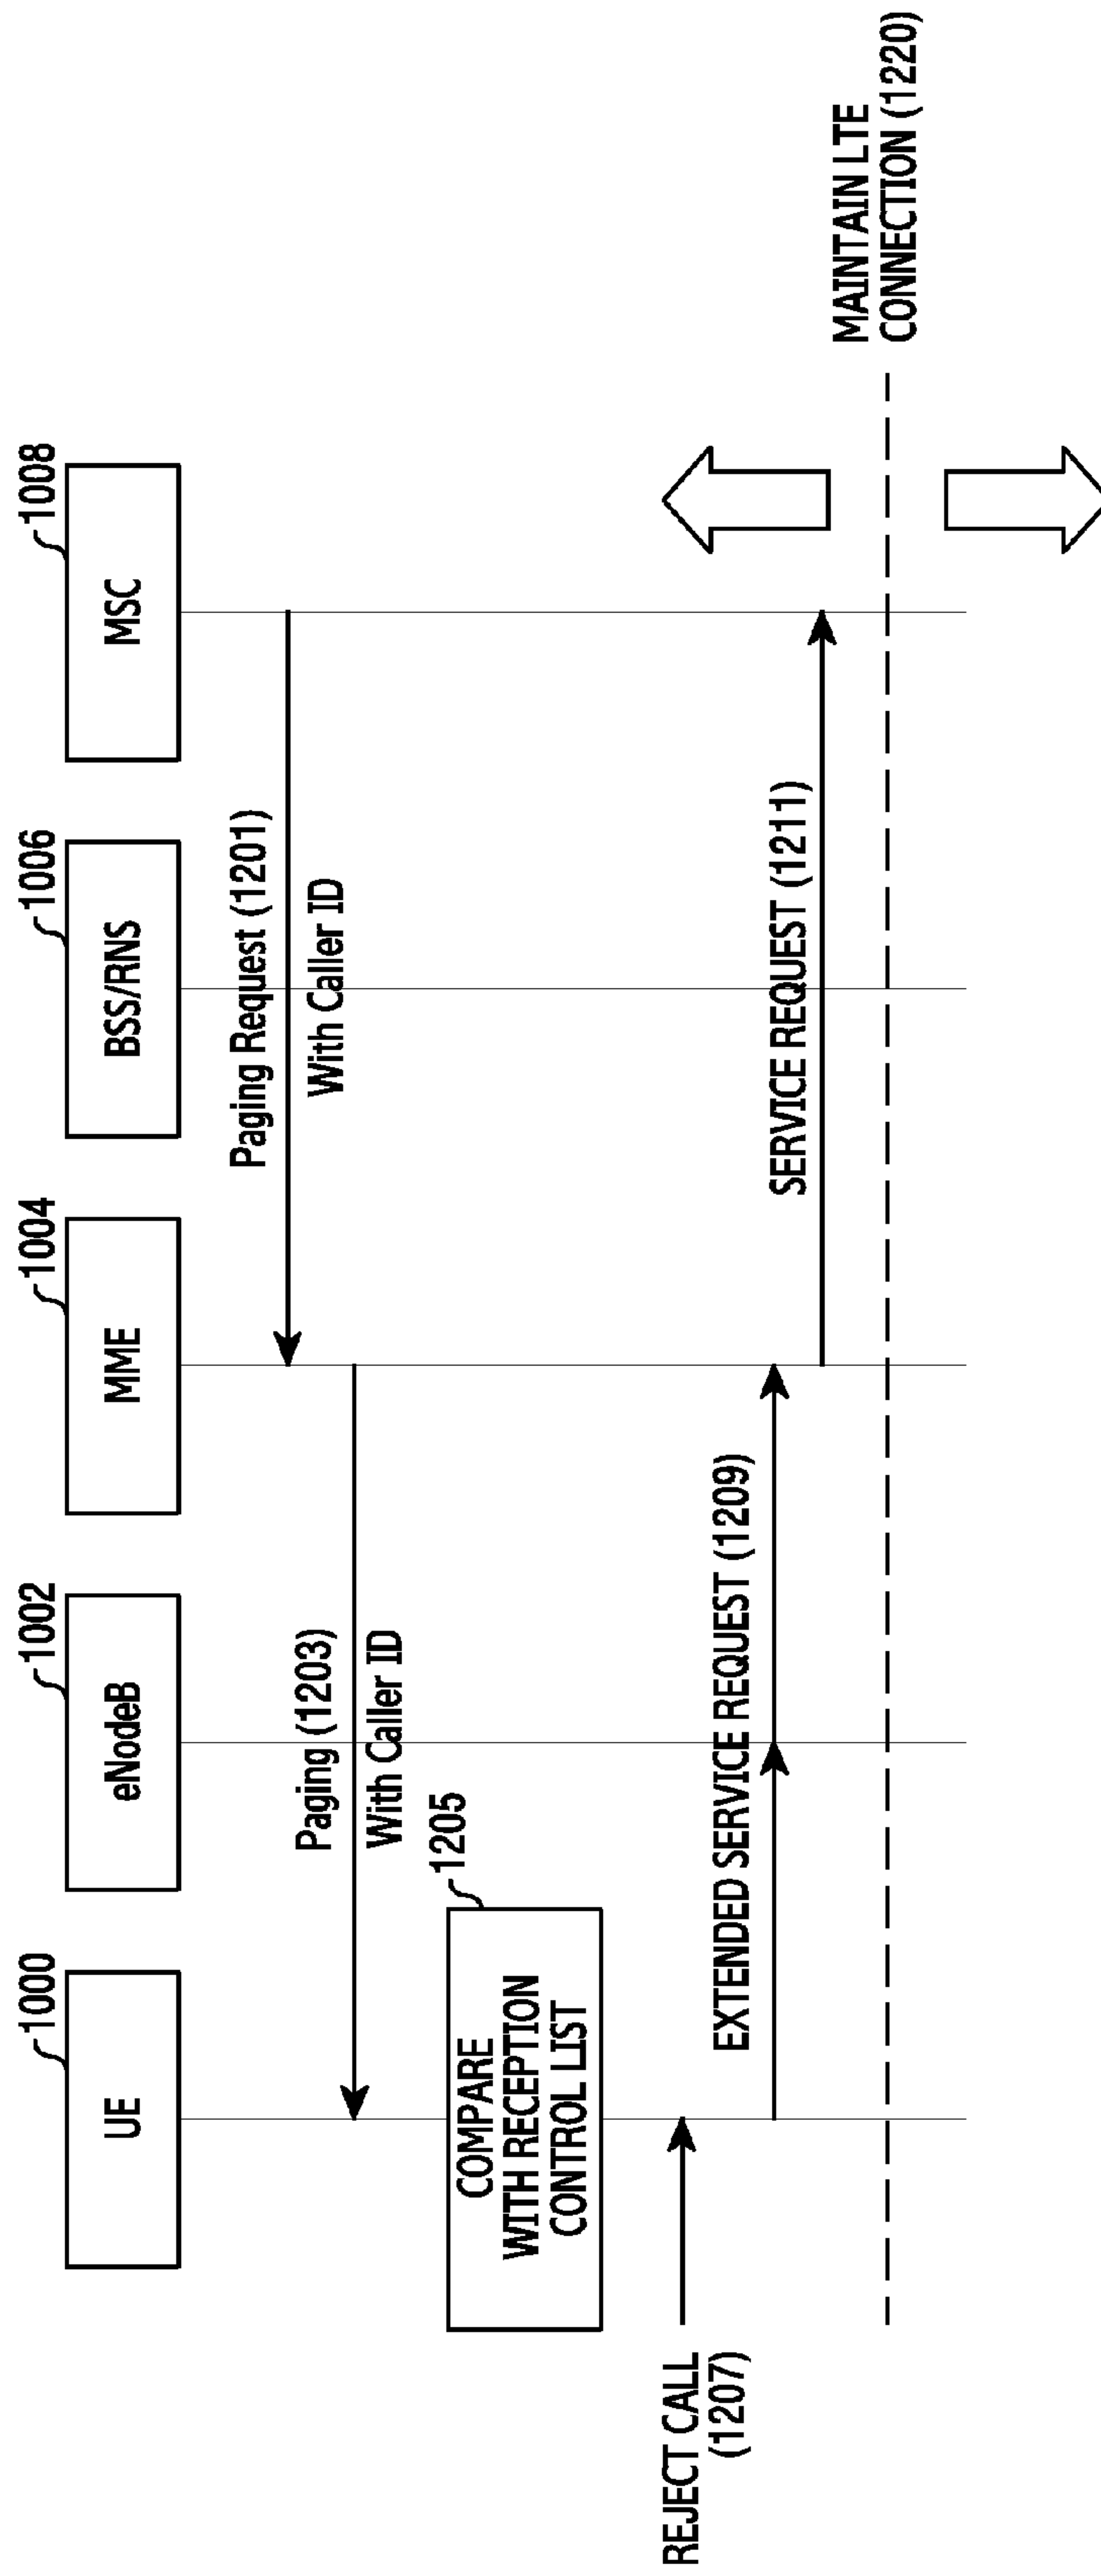 1000
UE
1002
eNodeB
1004
MME
1006
BSS/RNS
1008
MSC
Paging Request (1201)
With Caller ID
Paging (1203)
With Caller ID
1205
COMPARE
WITH RECEPTION
CONTROL LIST
REJECT CALL
(1207)
EXTENDED SERVICE REQUEST (1209)
SERVICE REQUEST (1211)
MAINTAIN LTE
CONNECTION (1220)